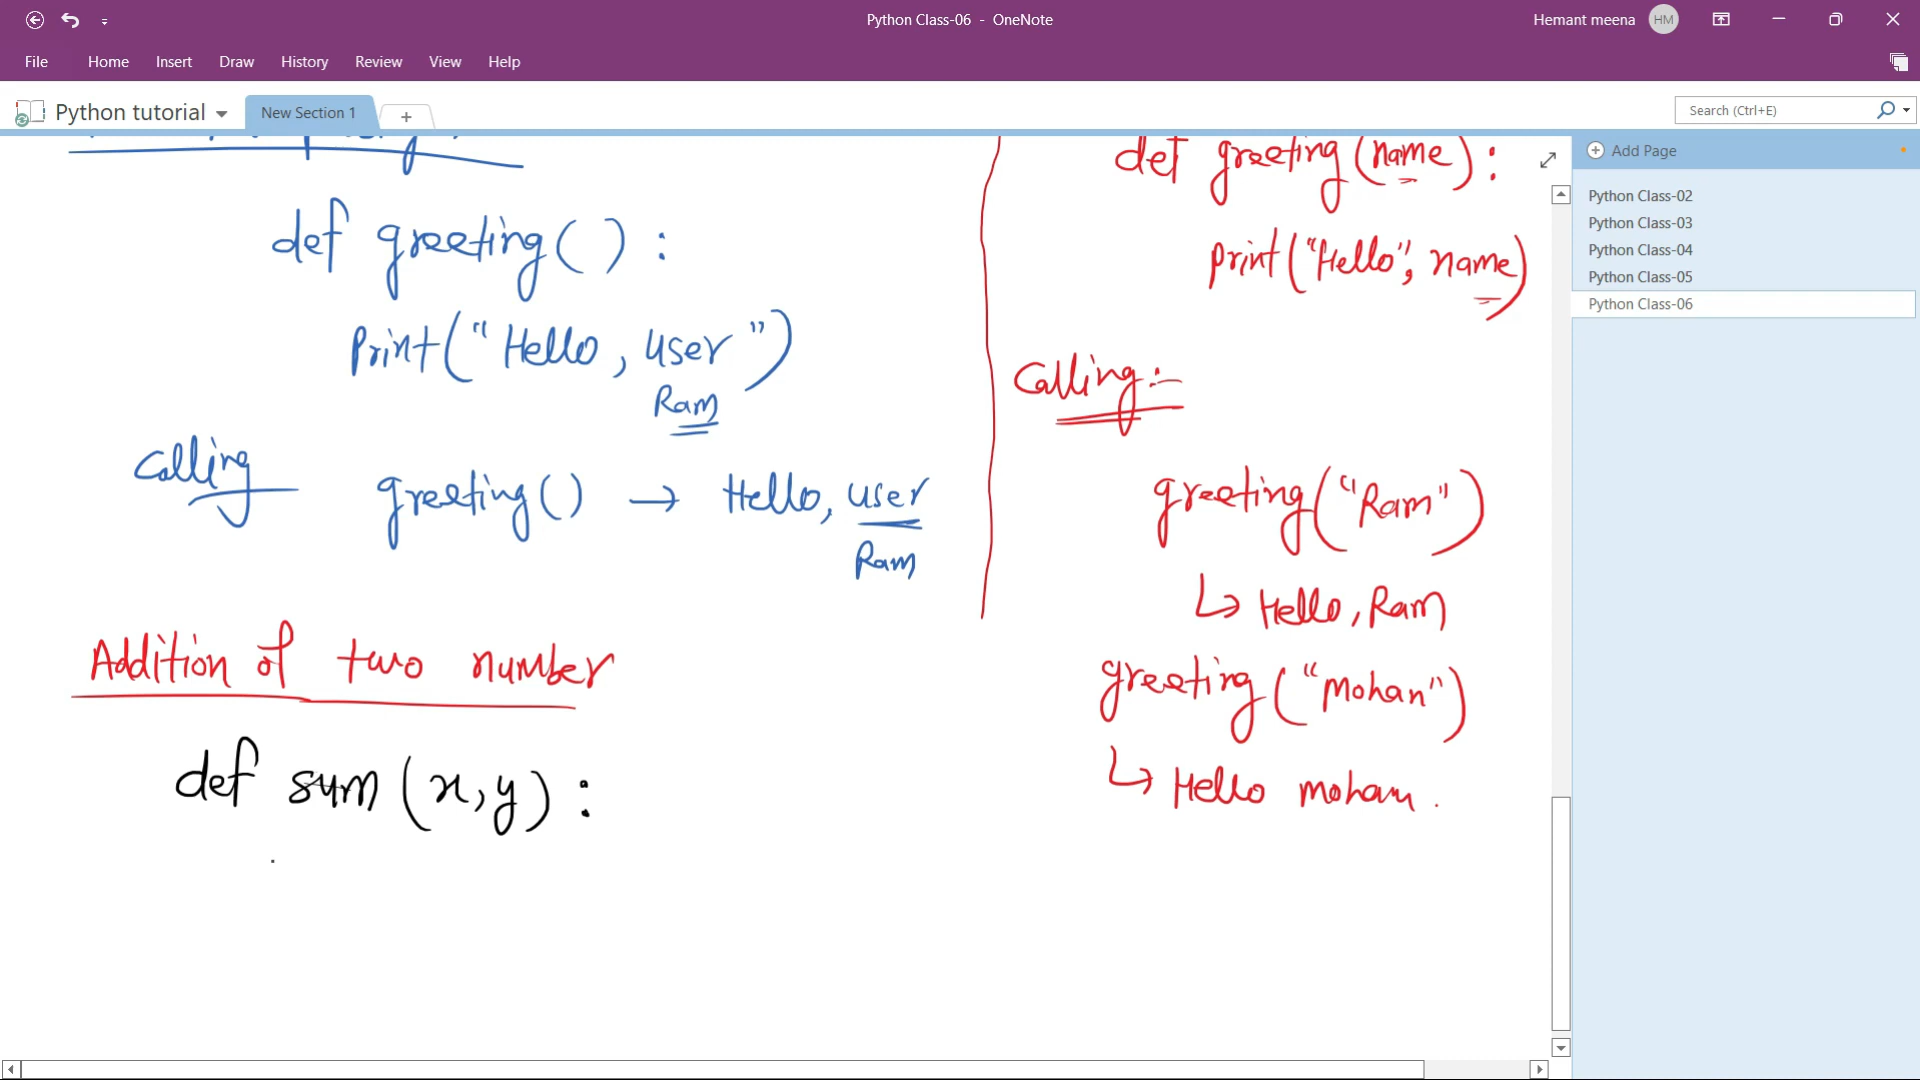 Python Class-06 - OneNote
Hemant meena HM
File Home Insert Draw History Review View Help
Python tutorial New Section 1 +
Search (Ctrl+E)
def greeting():
Print("Hello, user")
Ram
Calling greeting() → Hello, user
Ram
Addition of two number
def sum(x,y):
def greeting(name):
print("Hello", name)
Calling:-
greeting("Ram")
↳ Hello, Ram
greeting("Mohan")
↳ Hello mohan.
Add Page
Python Class-02
Python Class-03
Python Class-04
Python Class-05
Python Class-06